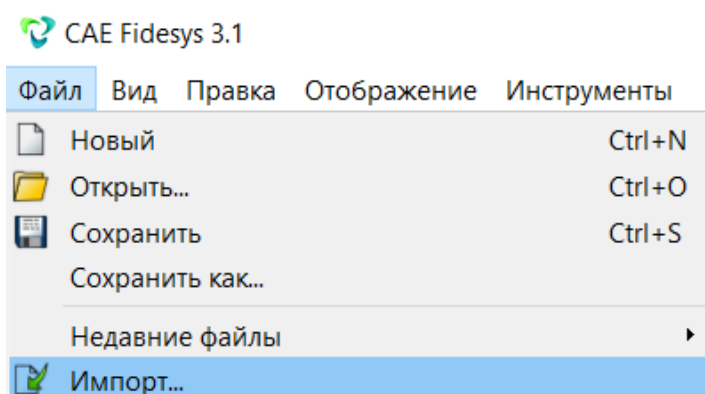 CAE Fidesys 3.1
Файл Вид Правка Отображение Инструменты
Новый Ctrl+N
Открыть... Ctrl+O
Сохранить Ctrl+S
Сохранить как...
Недавние файлы
Импорт...